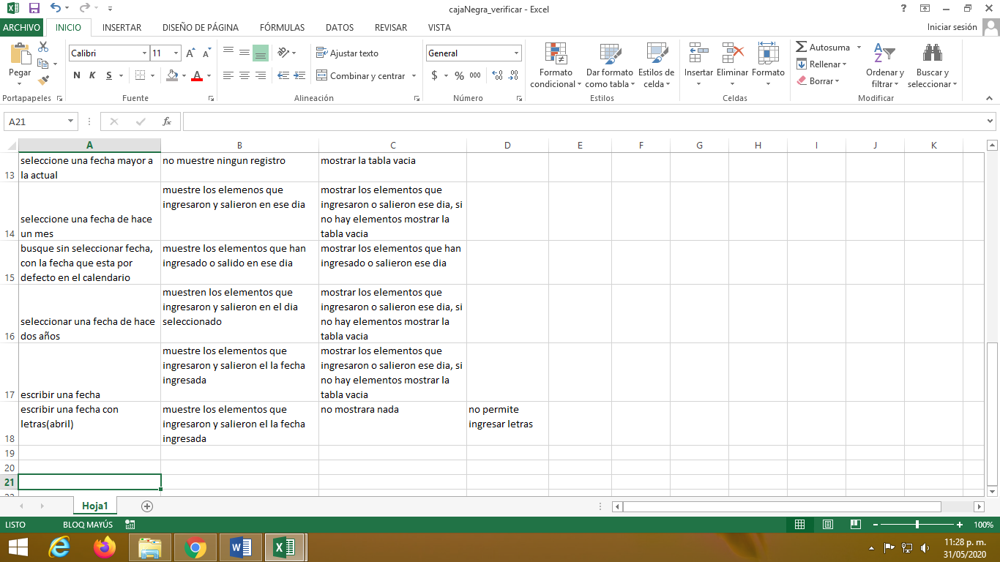 cajaNegra_verificar - Excel
ARCHIVO INICIO INSERTAR DISEÑO DE PÁGINA FÓRMULAS DATOS REVISAR VISTA Iniciar sesión
Pegar
Calibri 11
N K S
Ajustar texto
Combinar y centrar
General
$ % 000
Formato condicional
Dar formato como tabla
Estilos de celda
Insertar Eliminar Formato
Autosuma
Rellenar
Borrar
Ordenar y filtrar
Buscar y seleccionar
Portapapeles Fuente Alineación Número Estilos Celdas Modificar
A21
A B C D E F G H I J K
13
seleccione una fecha mayor a
la actual
no muestre ningun registro
mostrar la tabla vacia
14
seleccione una fecha de hace
un mes
muestre los elemenos que
ingresaron y salieron en ese dia
mostrar los elementos que
ingresaron o salieron ese dia, si
no hay elementos mostrar la
tabla vacia
15
busque sin seleccionar fecha,
con la fecha que esta por
defecto en el calendario
muestre los elementos que han
ingresado o salido en ese dia
mostrar los elementos que han
ingresado o salieron ese dia
16
seleccionar una fecha de hace
dos años
muestren los elementos que
ingresaron y salieron en el dia
seleccionado
mostrar los elementos que
ingresaron o salieron ese dia, si
no hay elementos mostrar la
tabla vacia
17
escribir una fecha
muestre los elementos que
ingresaron y salieron el la fecha
ingresada
mostrar los elementos que
ingresaron o salieron ese dia, si
no hay elementos mostrar la
tabla vacia
18
escribir una fecha con
letras(abril)
muestre los elementos que
ingresaron y salieron el la fecha
ingresada
no mostrara nada
no permite
ingresar letras
19
20
21
Hoja1
LISTO BLOQ MAYÚS 100%
11:28 p. m.
31/05/2020